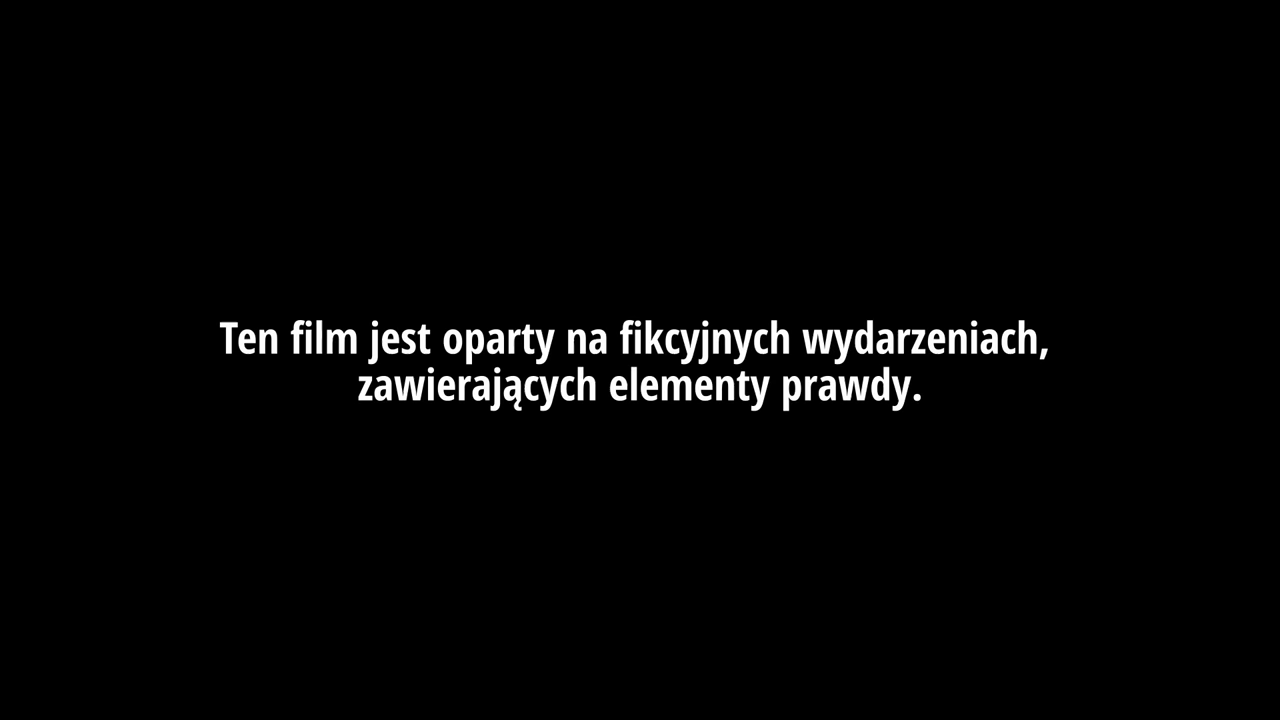 Ten film jest oparty na fikcyjnych wydarzeniach,
zawierających elementy prawdy.